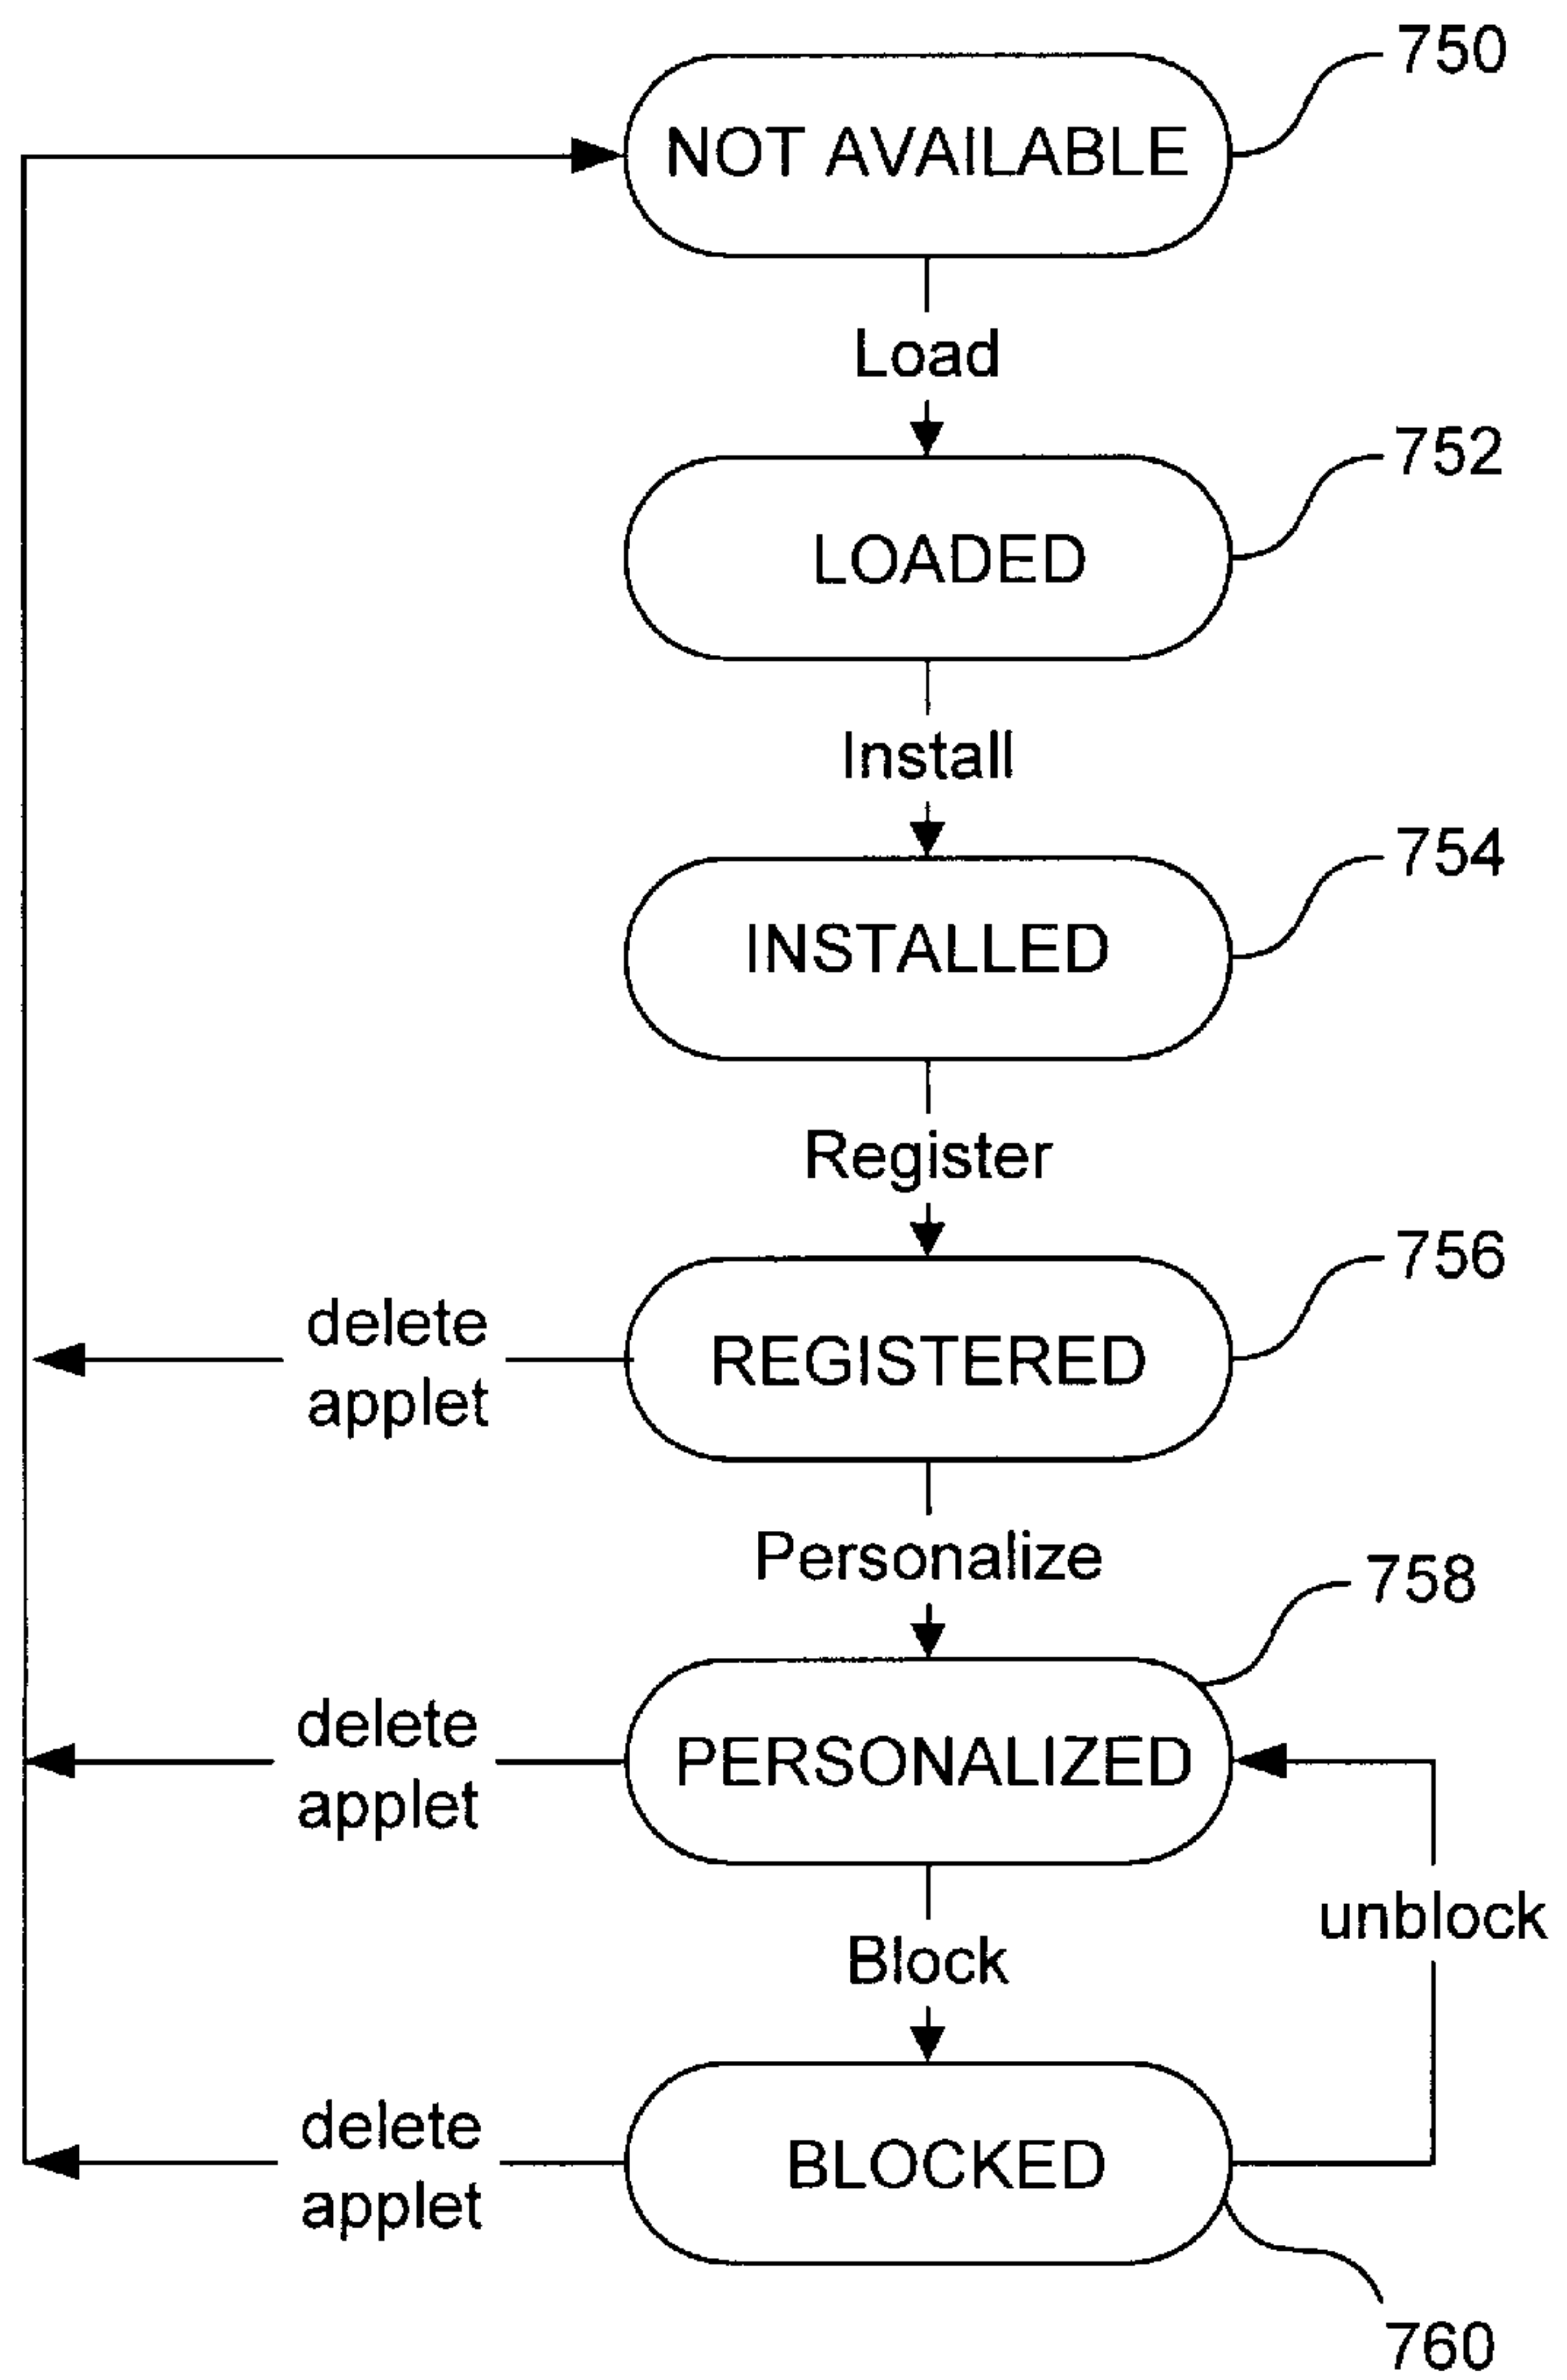 750
NOT AVAILABLE
Load
752
LOADED
Install
754
INSTALLED
Register
756
delete
applet
REGISTERED
Personalize
758
delete
applet
PERSONALIZED
unblock
Block
delete
applet
BLOCKED
760